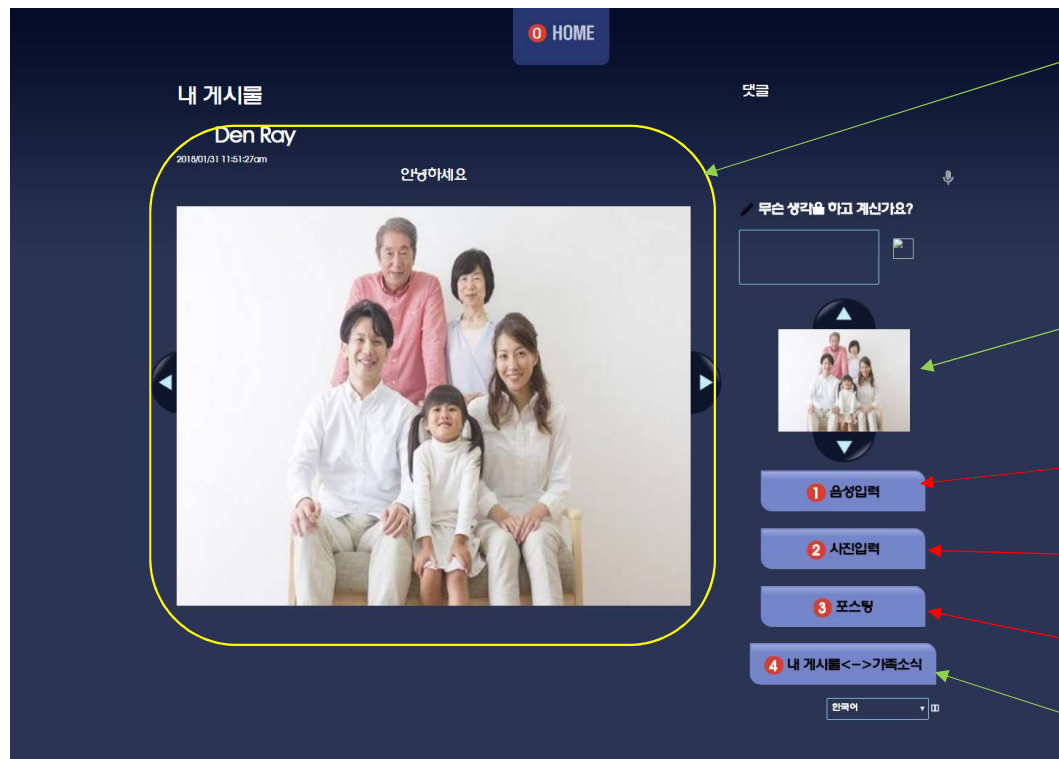 0 HOME
내 게시물
Den Ray
2018/01/31 11:51:27am
안녕하세요
댓글
무슨 생각을 하고 계신가요?
1 음성입력
2 사진입력
3 포스팅
4 내 게시물<->가족소식
한국어